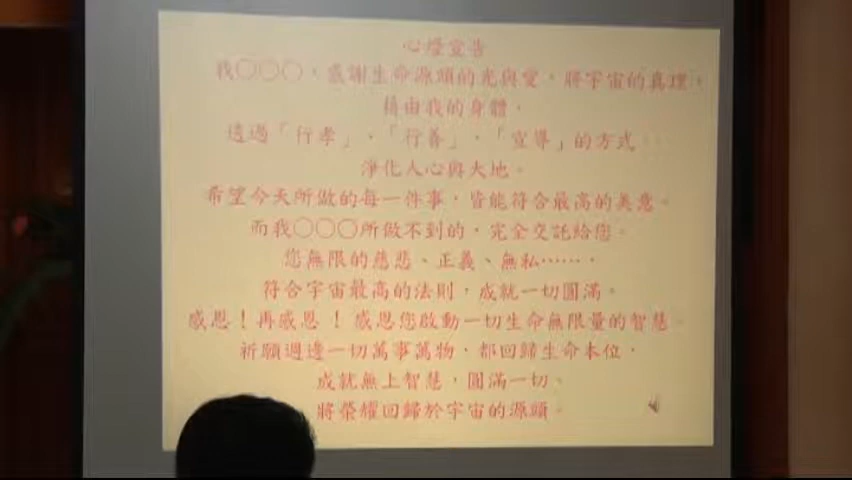 心燈宣告
我〇〇〇，感謝生命源頭的光與愛，將宇宙的真理，
藉由我的身體，
透過「行孝」、「行善」、「宣導」的方式
淨化人心與大地。
希望今天所做的每一件事，皆能符合最高的美意。
而我〇〇〇所做不到的，完全交託給您。
您無限的慈悲、正義、無私……，
符合宇宙最高的法則，成就一切圓滿。
感恩！再感恩！感恩您啟動一切生命無限量的智慧。
祈願週邊一切萬事萬物，都回歸生命本位，
成就無上智慧，圓滿一切。
將榮耀回歸於宇宙的源頭。